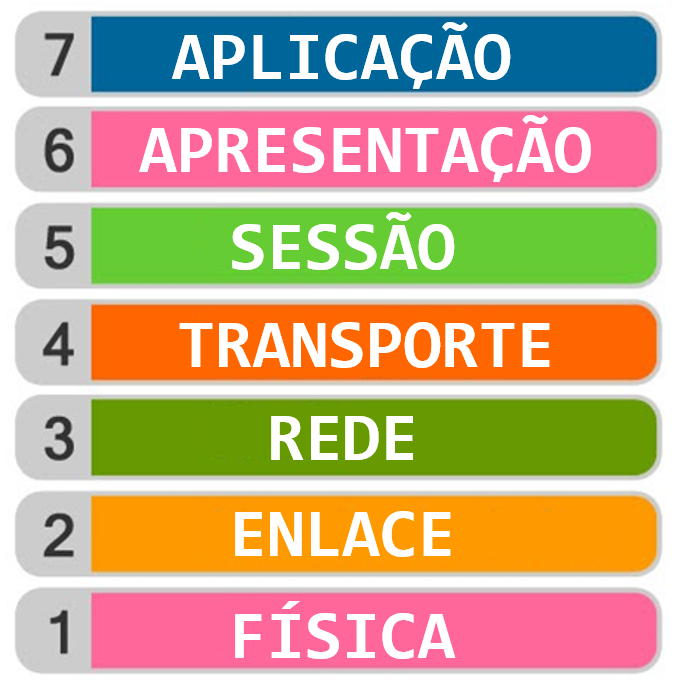 7 APLICAÇÃO
6 APRESENTAÇÃO
5 SESSÃO
4 TRANSPORTE
3 REDE
2 ENLACE
1 FÍSICA